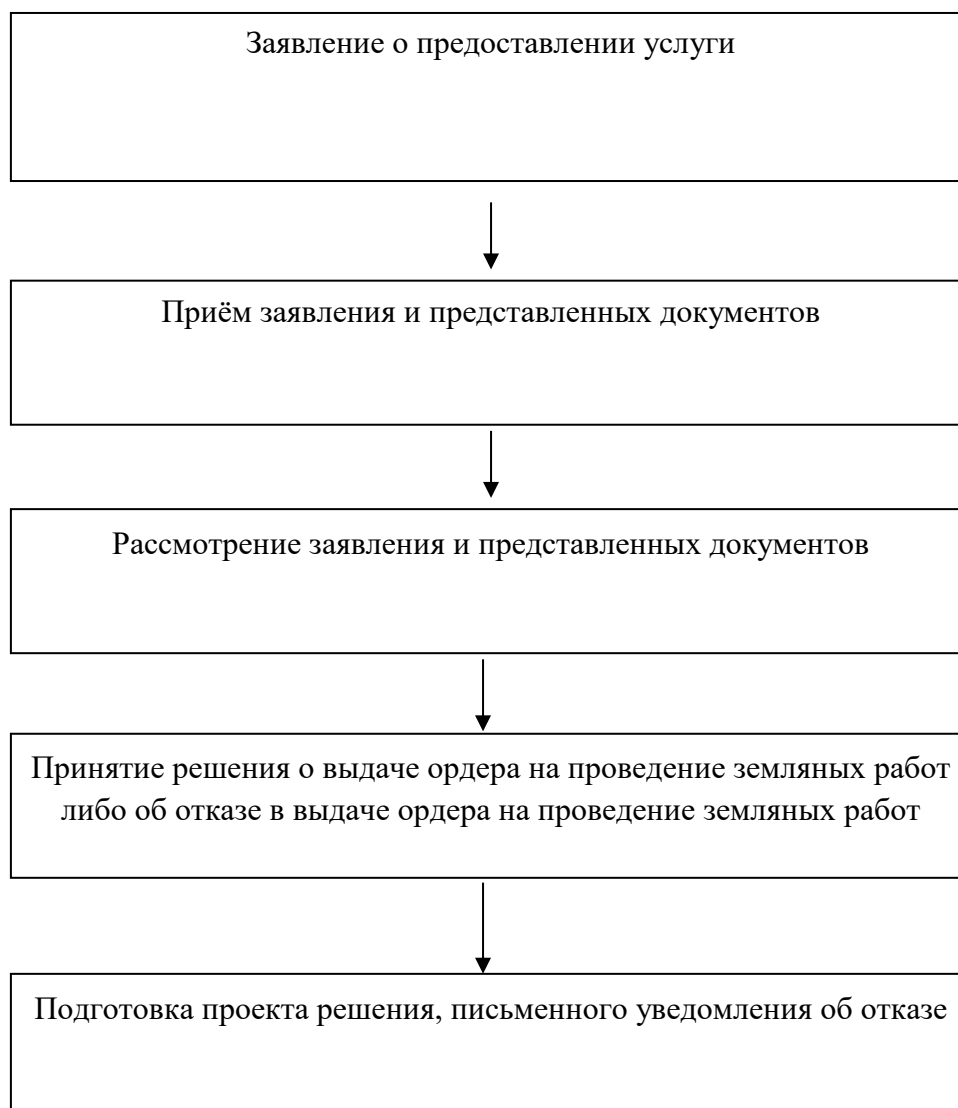 Заявление о предоставлении услуги
Приём заявления и представленных документов
Рассмотрение заявления и представленных документов
Принятие решения о выдаче ордера на проведение земляных работ
либо об отказе в выдаче ордера на проведение земляных работ
Подготовка проекта решения, письменного уведомления об отказе